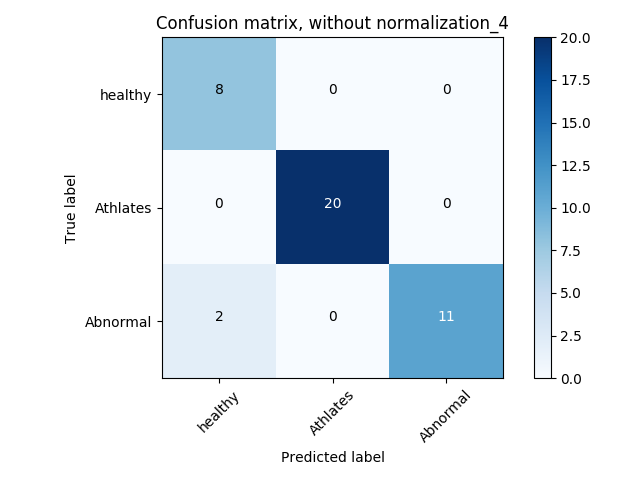 Confusion matrix, without normalization_4
True label
healthy
Athlates
Abnormal
8 0 0
0 20 0
2 0 11
healthy
Athlates
Abnormal
Predicted label
20.0
17.5
15.0
12.5
10.0
7.5
5.0
2.5
0.0